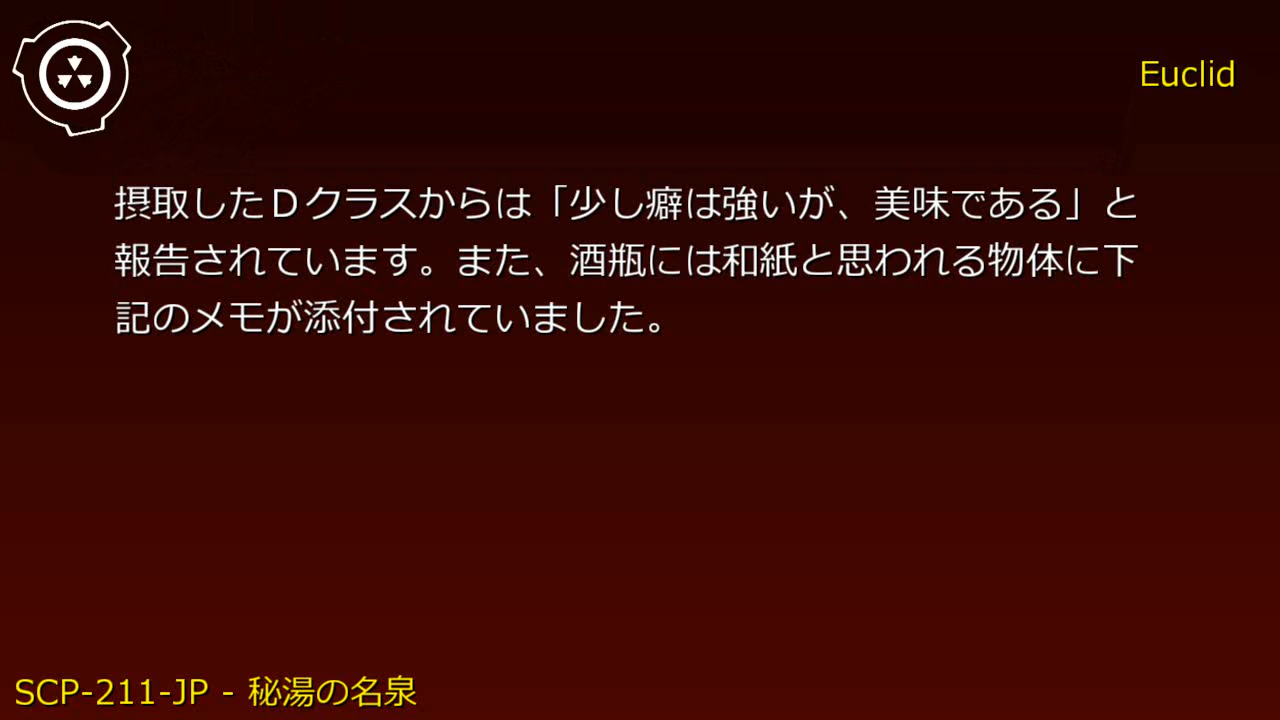 Euclid
摂取したＤクラスからは「少し癖は強いが、美味である」と
報告されています。また、酒瓶には和紙と思われる物体に下
記のメモが添付されていました。
SCP-211-JP - 秘湯の名泉